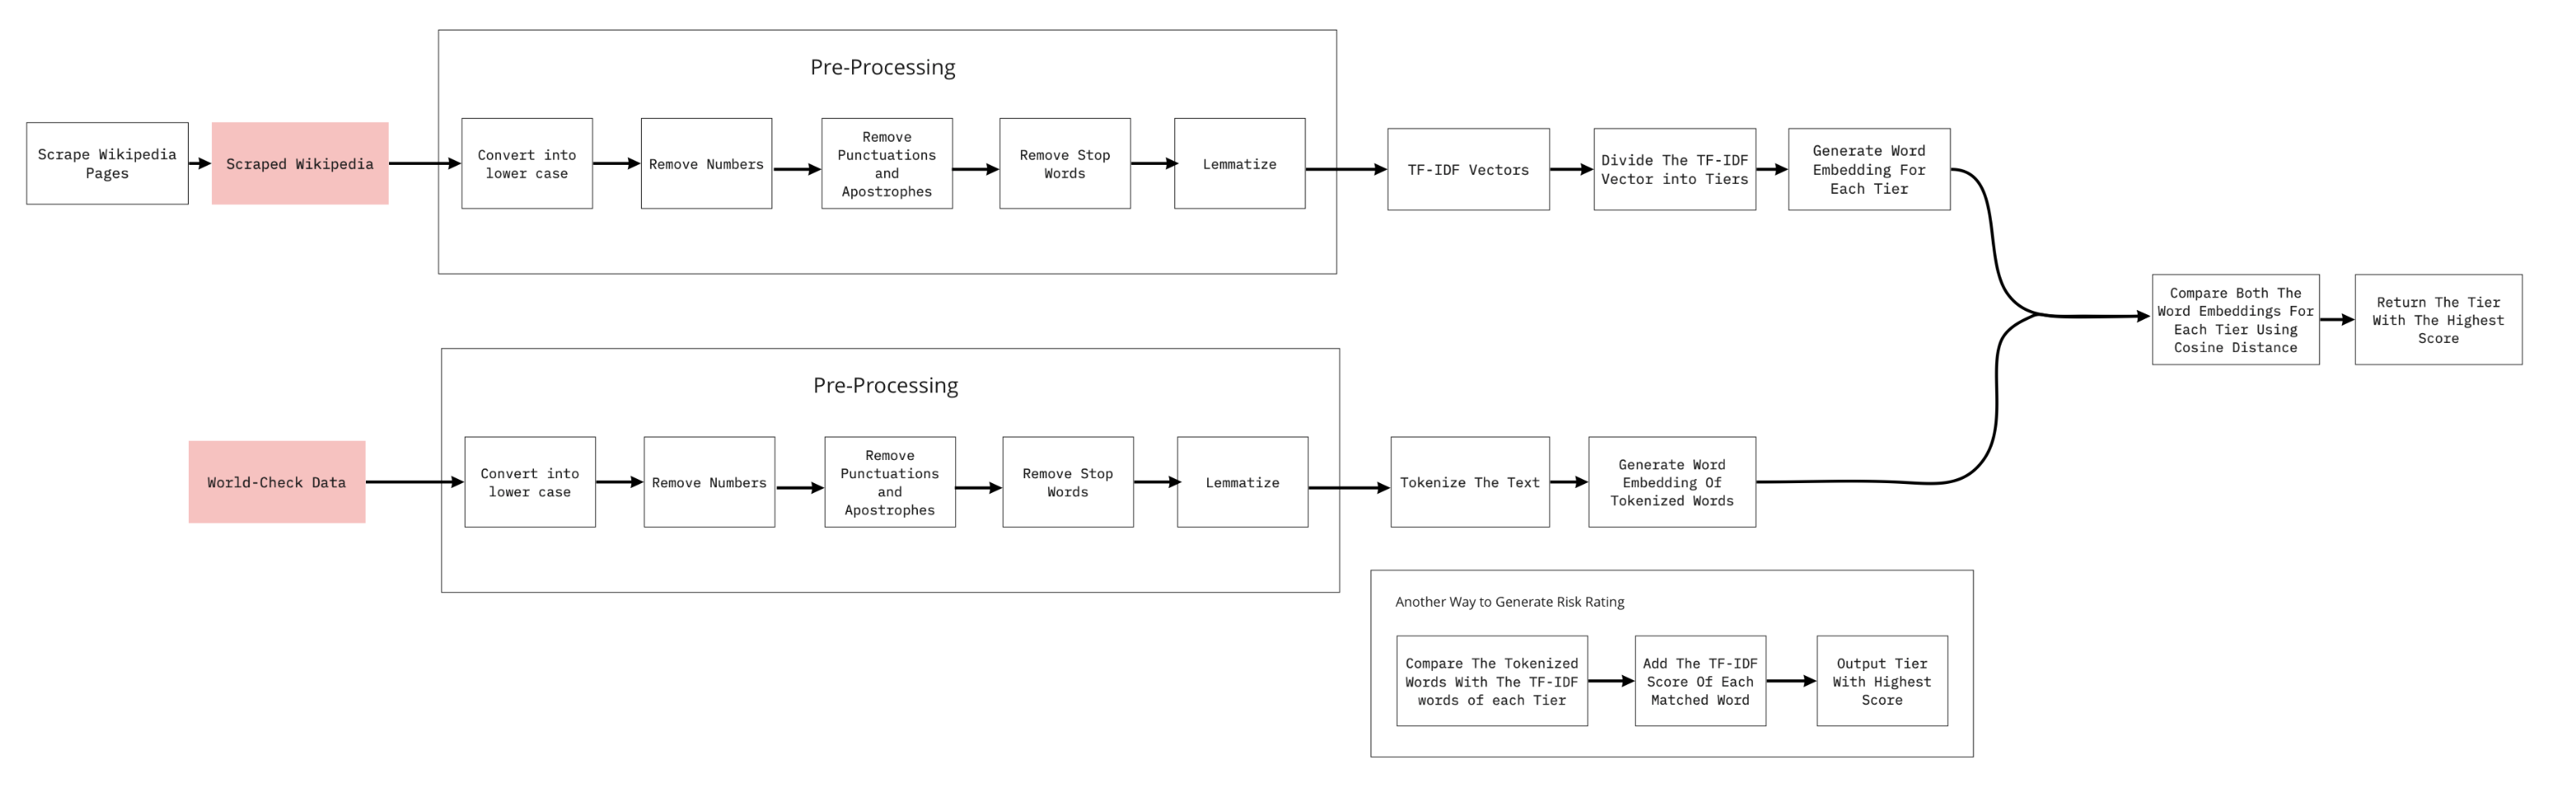 Pre-Processing
Scrape Wikipedia
Pages
Scraped Wikipedia
Convert into
lower case
Remove Numbers
Remove
Punctuations
and
Apostrophes
Remove Stop
Words
Lemmatize
TF-IDF Vectors
Divide The TF-IDF
Vector into Tiers
Generate Word
Embedding For
Each Tier
Compare Both The
Word Embeddings For
Each Tier Using
Cosine Distance
Return The Tier
With The Highest
Score
Pre-Processing
World-Check Data
Convert into
lower case
Remove Numbers
Remove
Punctuations
and
Apostrophes
Remove Stop
Words
Lemmatize
Tokenize The Text
Generate Word
Embedding Of
Tokenized Words
Another Way to Generate Risk Rating
Compare The Tokenized
Words With The TF-IDF
words of each Tier
Add The TF-IDF
Score Of Each
Matched Word
Output Tier
With Highest
Score